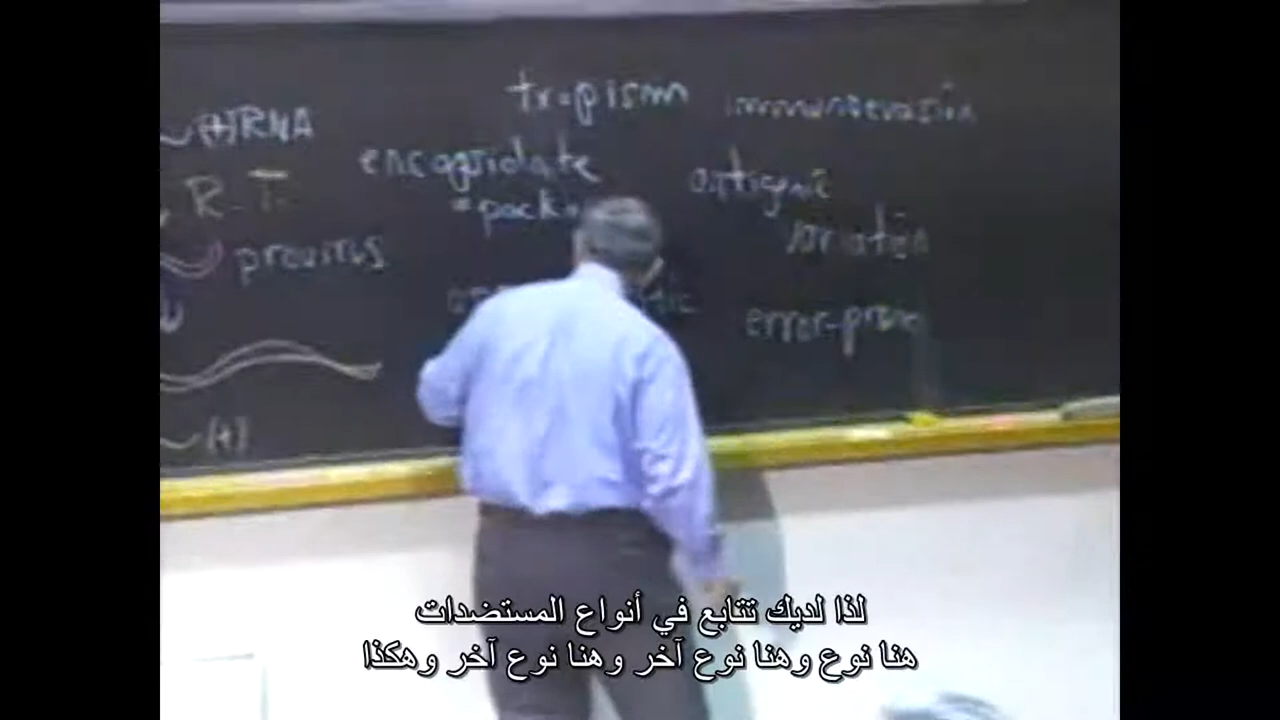 tropism
immunoevasion
(+)RNA
encapsidate
antigenic
R.T.
= pack
variation
provirus
error-prone
(+)
لذا لديك تتابع في أنواع المستضدات
هنا نوع وهنا نوع آخر وهنا نوع آخر وهكذا